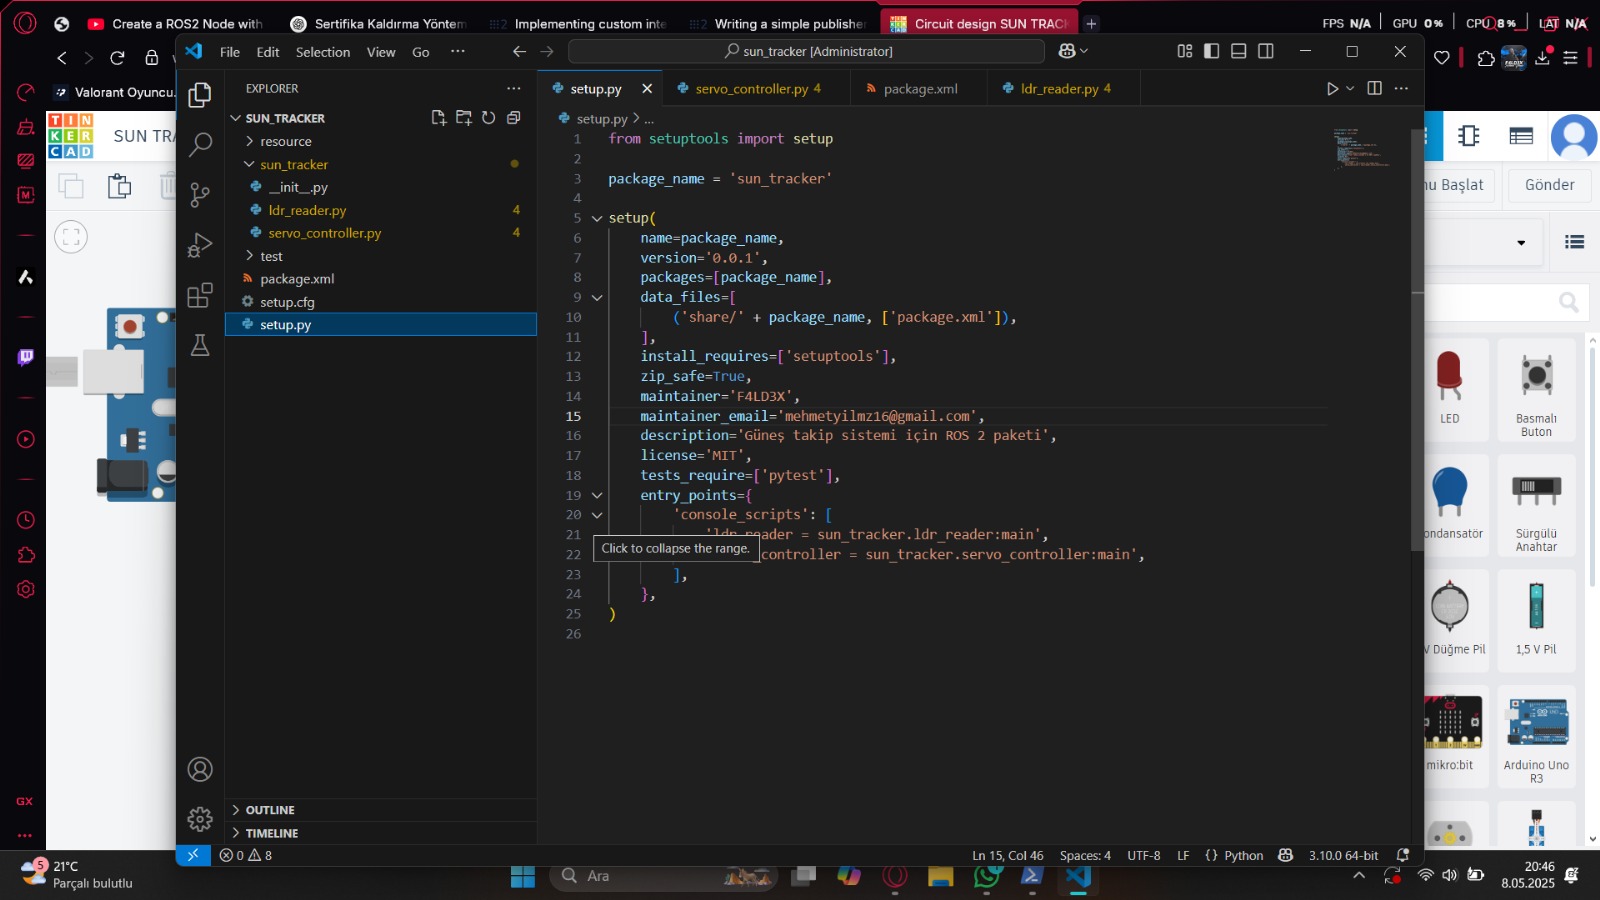 Create a ROS2 Node with
Sertifika Kaldırma Yöntem
Implementing custom inte
Writing a simple publisher
Circuit design SUN TRACK
FPS N/A
GPU 0%
CPU 8%
LAT N/A
File Edit Selection View Go
sun_tracker [Administrator]
Valorant Oyuncu.
EXPLORER
setup.py
servo_controller.py 4
package.xml
ldr_reader.py 4
TIN
KER
CAD
SUN TRA
SUN_TRACKER
resource
sun_tracker
__init__.py
ldr_reader.py 4
servo_controller.py 4
test
package.xml
setup.cfg
setup.py
OUTLINE
TIMELINE
setup.py > ...
1 from setuptools import setup
2
3 package_name = 'sun_tracker'
4
5 setup(
6 name=package_name,
7 version='0.0.1',
8 packages=[package_name],
9 data_files=[
10 ('share/' + package_name, ['package.xml']),
11 ],
12 install_requires=['setuptools'],
13 zip_safe=True,
14 maintainer='F4LD3X',
15 maintainer_email='mehmetyilmz16@gmail.com',
16 description='Güneş takip sistemi için ROS 2 paketi',
17 license='MIT',
18 tests_require=['pytest'],
19 entry_points={
20 'console_scripts': [
21 'ldr_reader = sun_tracker.ldr_reader:main',
22 _controller = sun_tracker.servo_controller:main',
Click to collapse the range.
23 ],
24 },
25 )
26
nu Başlat
Gönder
LED
Basmalı
Buton
ondansatör
Sürgülü
Anahtar
V Düğme Pil
1,5 V Pil
mikro:bit
Arduino Uno
R3
GX
0 8
Ln 15, Col 46
Spaces: 4
UTF-8
LF
Python
3.10.0 64-bit
5
21°C
Parçalı bulutlu
Ara
20:46
8.05.2025